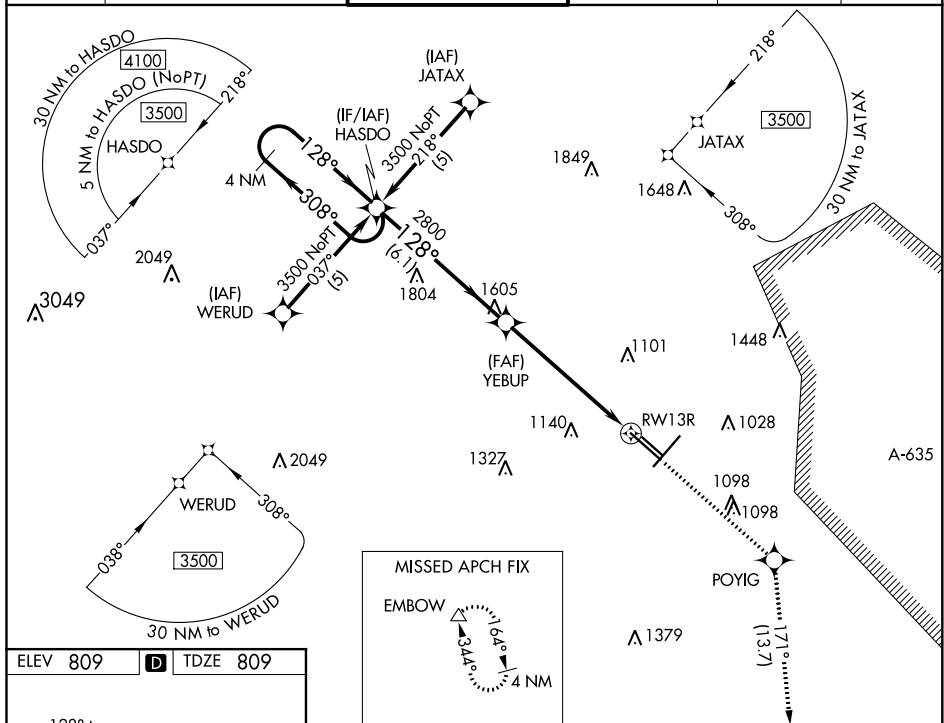 30 NM to HASDO
4100
5 NM to HASDO (NoPT)
3500
218°
HASDO
037°
(IAF)
JATAX
(IF/IAF)
HASDO
3500 NoPT
218°
(5)
128°
4 NM
308°
3500 NoPT
037°
(5)
2800
128°
(6.1)
218°
3500
JATAX
30 NM to JATAX
308°
1849
1648
2049
3049
(IAF)
WERUD
1804
1605
(FAF)
YEBUP
1101
1448
1140
RW13R
1028
A-635
1327
2049
WERUD
308°
038°
3500
30 NM to WERUD
1098
1098
POYIG
MISSED APCH FIX
EMBOW
164°
344°
4 NM
1379
171°
(13.7)
ELEV 809
D
TDZE 809